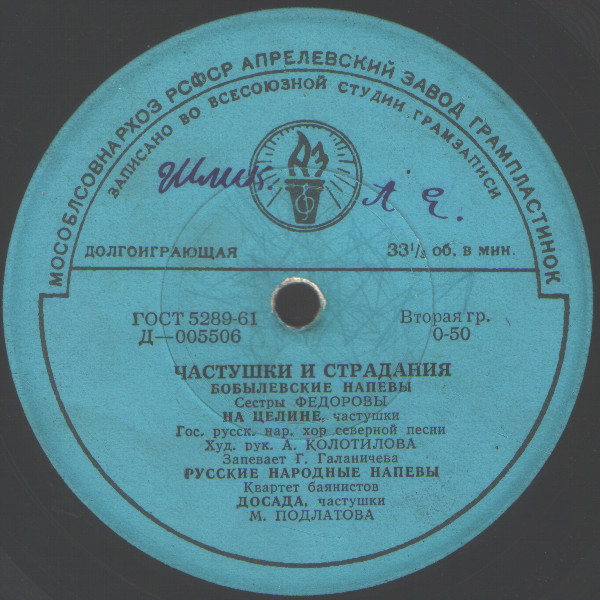 МОСОБЛСОВНАРХОЗ РСФСР АПРЕЛЕВСКИЙ ЗАВОД ГРАМПЛАСТИНОК
ЗАПИСАНО ВО ВСЕСОЮЗНОЙ СТУДИИ ГРАМЗАПИСИ
АЗ
Л Я.
ДОЛГОИГРАЮЩАЯ 33⅓ об. в мин.
ГОСТ 5289-61 Вторая гр.
Д—005506 0-50
ЧАСТУШКИ И СТРАДАНИЯ
БОБЫЛЕВСКИЕ НАПЕВЫ
Сестры ФЕДОРОВЫ
НА ЦЕЛИНЕ, частушки
Гос. русск. нар. хор северной песни
Худ. рук. А. КОЛОТИЛОВА
Запевает Г. Галаничева
РУССКИЕ НАРОДНЫЕ НАПЕВЫ
Квартет баянистов
ДОСАДА, частушки
М. ПОДЛАТОВА